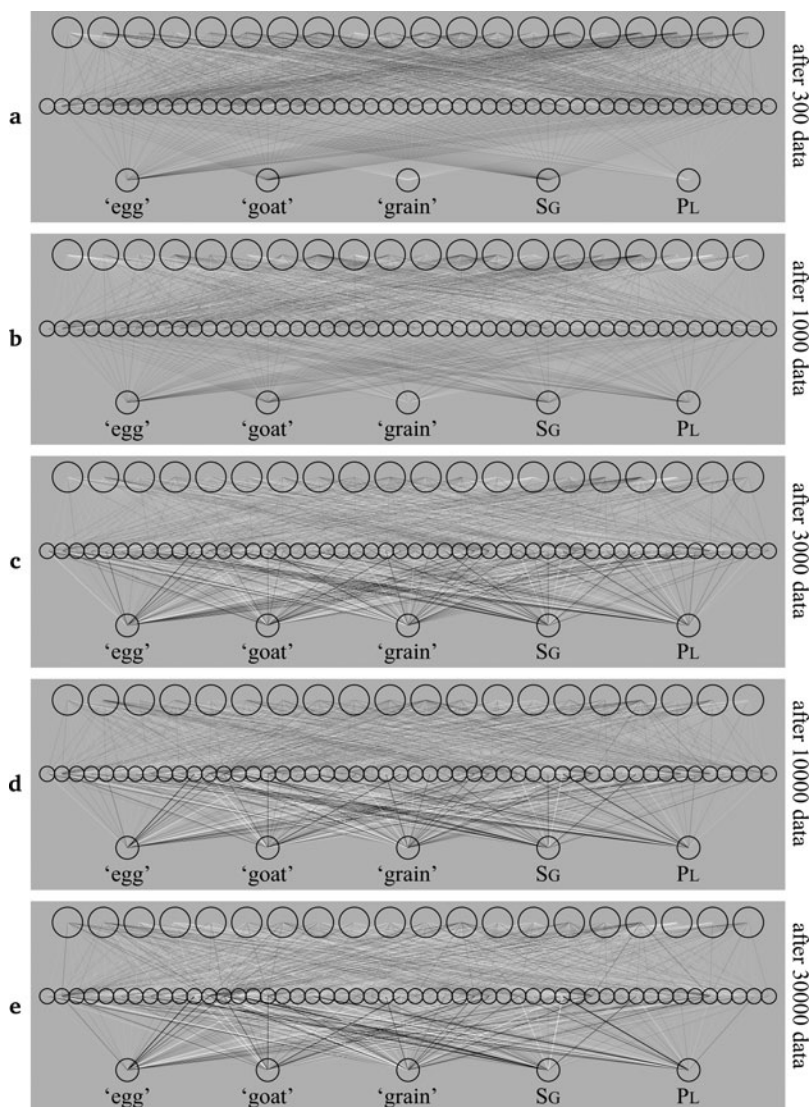 a
after 300 data
‘egg’ ‘goat’ ‘grain’ SG PL
b
after 1000 data
‘egg’ ‘goat’ ‘grain’ SG PL
c
after 3000 data
‘egg’ ‘goat’ ‘grain’ SG PL
d
after 10000 data
‘egg’ ‘goat’ ‘grain’ SG PL
e
after 30000 data
‘egg’ ‘goat’ ‘grain’ SG PL